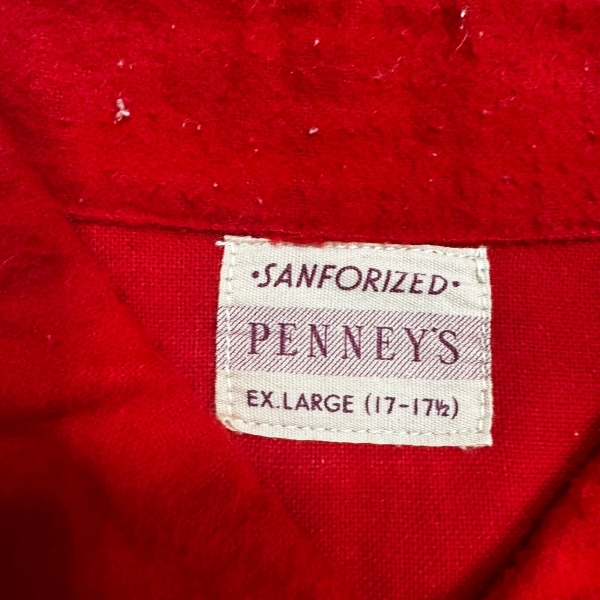 •SANFORIZED•
PENNEY'S
EX.LARGE (17-17½)